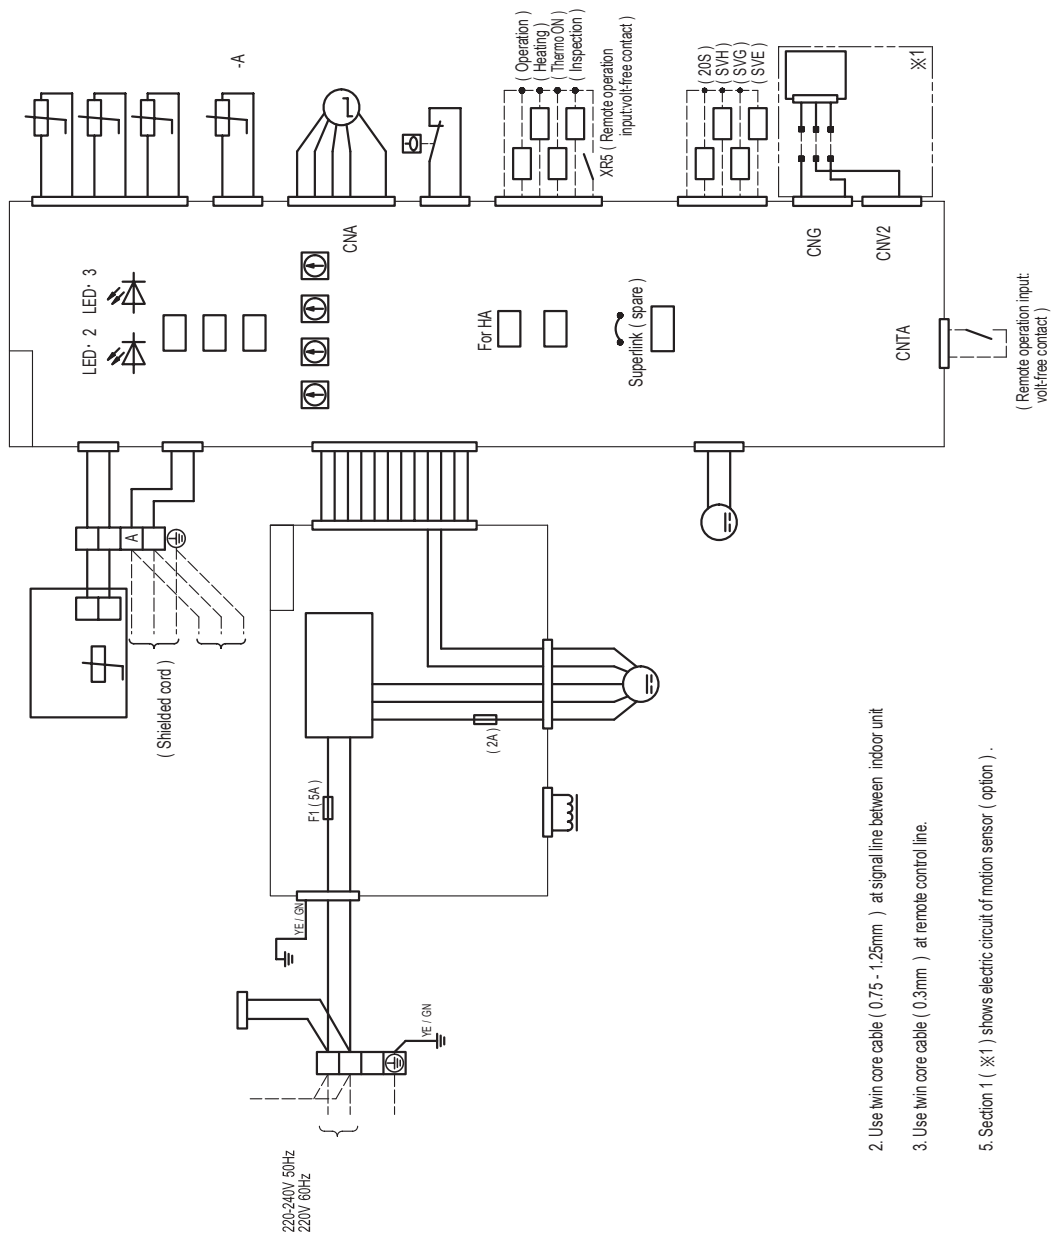 -A
( Operation )
( Heating )
( Thermo ON )
( Inspection )
XR5 ( Remote operation
input:volt-free contact )
( 20S )
( SVH )
( SVG )
( SVE )
※1
CNA
CNG
CNV2
LED・2
LED・3
For HA
Superlink ( spare )
CNTA
( Remote operation input:
volt-free contact )
A
( Shielded cord )
F1 ( 5A )
( 2A )
YE / GN
YE / GN
220-240V 50Hz
220V 60Hz
2. Use twin core cable ( 0.75 - 1.25mm ) at signal line between indoor unit
3. Use twin core cable ( 0.3mm ) at remote control line.
5. Section 1 ( ※1 ) shows electric circuit of motion sensor ( option ) .